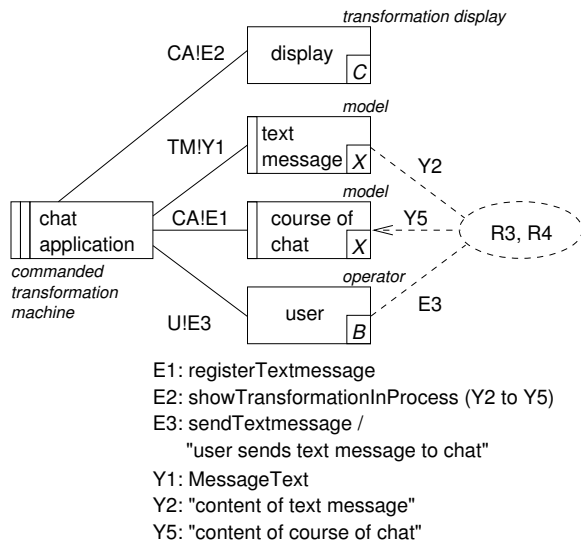 transformation display
CA!E2
display
C
model
text
message
X
TM!Y1
Y2
model
chat
application
CA!E1
course of
chat
X
Y5
R3, R4
commanded
transformation
machine
operator
user
B
U!E3
E3
E1: registerTextmessage
E2: showTransformationInProcess (Y2 to Y5)
E3: sendTextmessage /
"user sends text message to chat"
Y1: MessageText
Y2: "content of text message"
Y5: "content of course of chat"